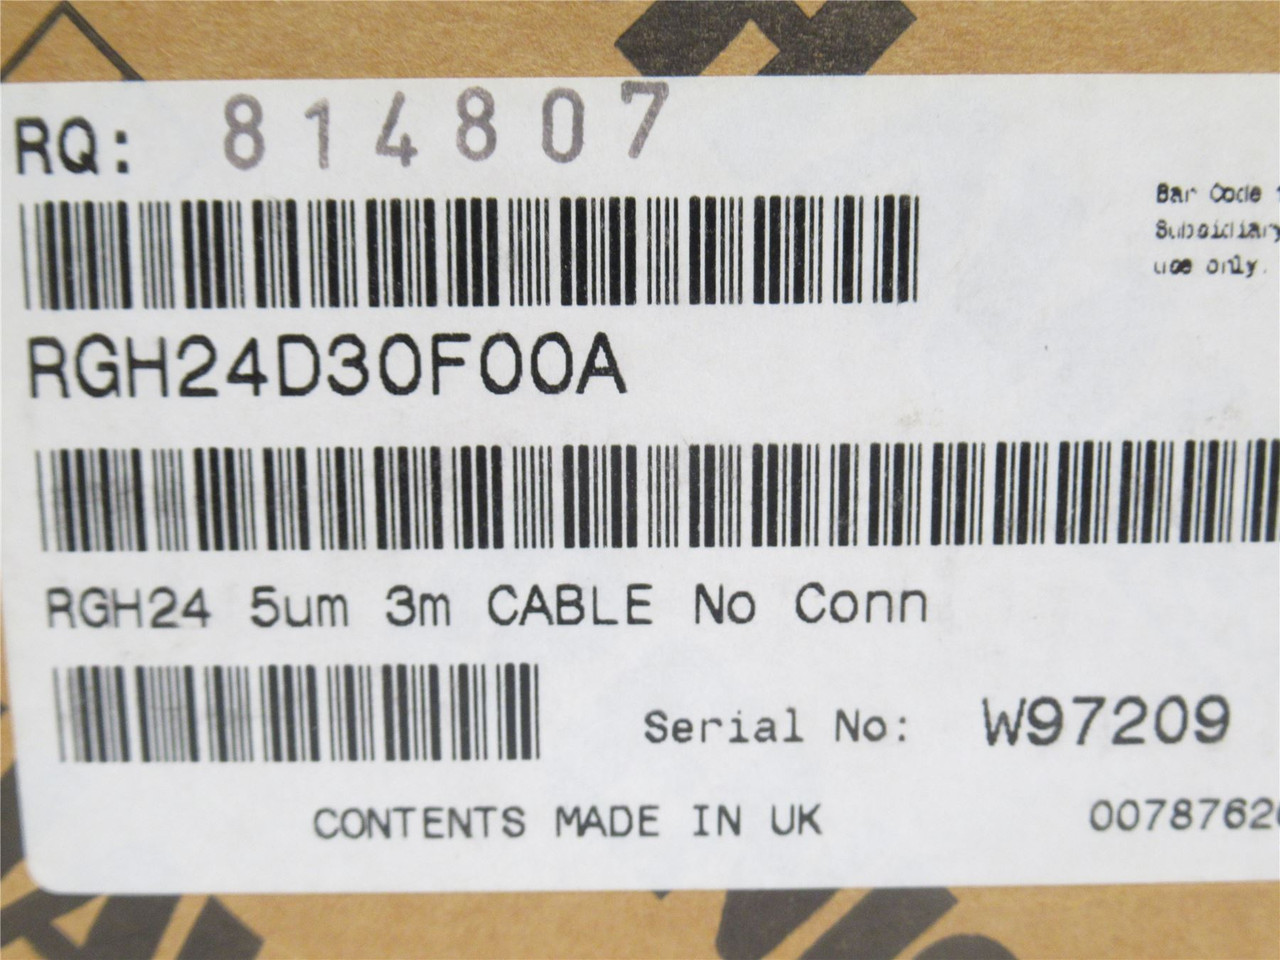 RQ: 814807
Bar Code
Subsidiary
use only.
RGH24D30F00A
RGH24 5um 3m CABLE No Conn
Serial No: W97209
CONTENTS MADE IN UK
0078762